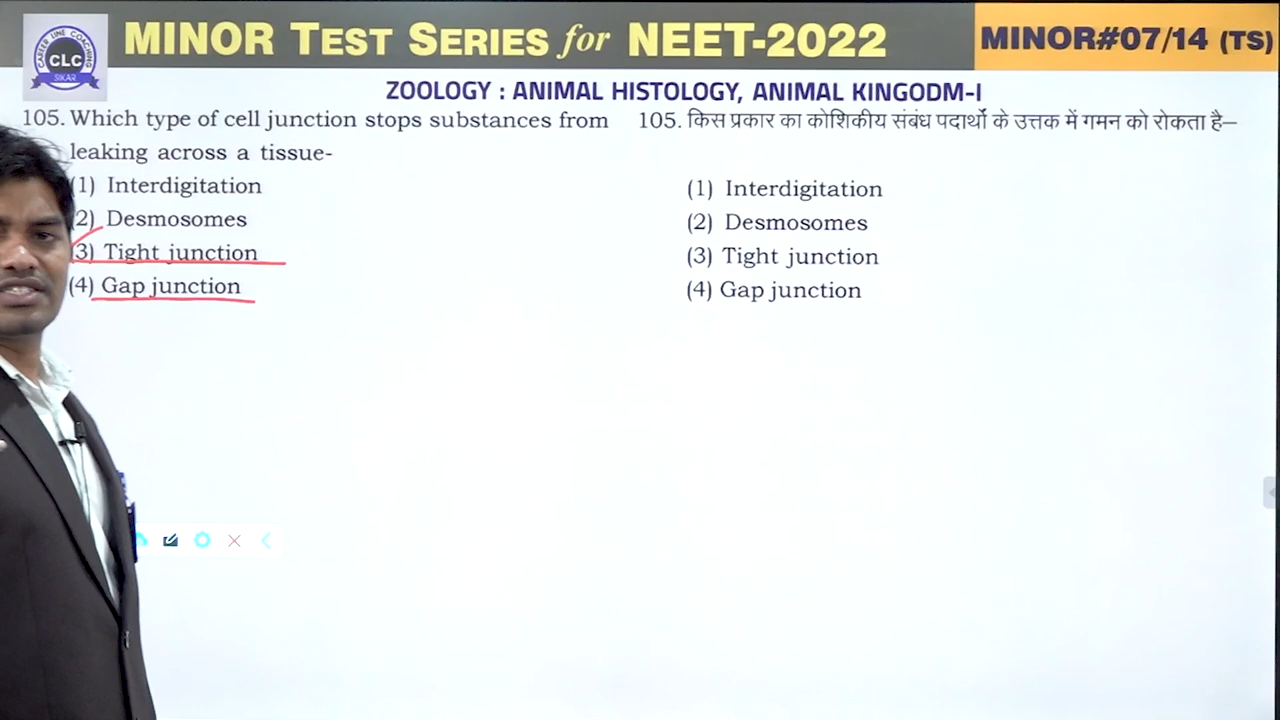 CAREER LINE COACHING
CLC
SIKAR
MINOR TEST SERIES for NEET-2022
MINOR#07/14 (TS)
ZOOLOGY : ANIMAL HISTOLOGY, ANIMAL KINGODM-I
105. Which type of cell junction stops substances from
leaking across a tissue-
(1) Interdigitation
(2) Desmosomes
(3) Tight junction
(4) Gap junction
105. किस प्रकार का कोशिकीय संबंध पदार्थों के उत्तक में गमन को रोकता है–
(1) Interdigitation
(2) Desmosomes
(3) Tight junction
(4) Gap junction